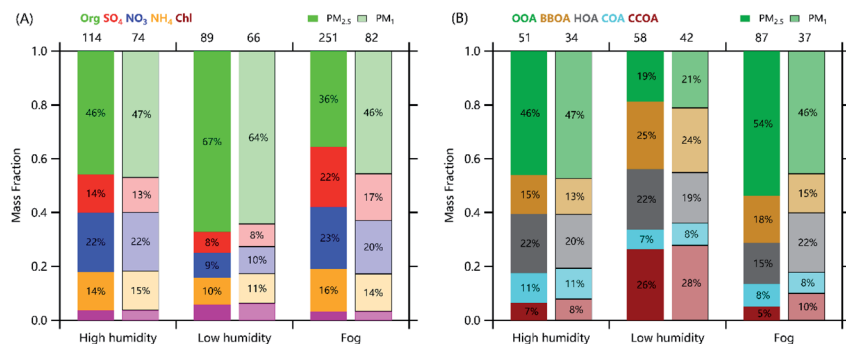 (A) Org SO4 NO3 NH4 Chl PM2.5 PM1
114 74 89 66 251 82
1.0
0.8
0.6
0.4
0.2
0.0
Mass Fraction
46% 47% 67% 64% 36% 46%
14% 13% 8% 8% 22% 17%
22% 22% 9% 10% 23% 20%
14% 15% 10% 11% 16% 14%
High humidity Low humidity Fog
(B) OOA BBOA HOA COA CCOA PM2.5 PM1
51 34 58 42 87 37
1.0
0.8
0.6
0.4
0.2
0.0
Mass Fraction
46% 47% 19% 21% 54% 46%
15% 13% 25% 24% 18% 15%
22% 20% 22% 19% 15% 22%
11% 11% 7% 8% 8% 8%
7% 8% 26% 28% 5% 10%
High humidity Low humidity Fog